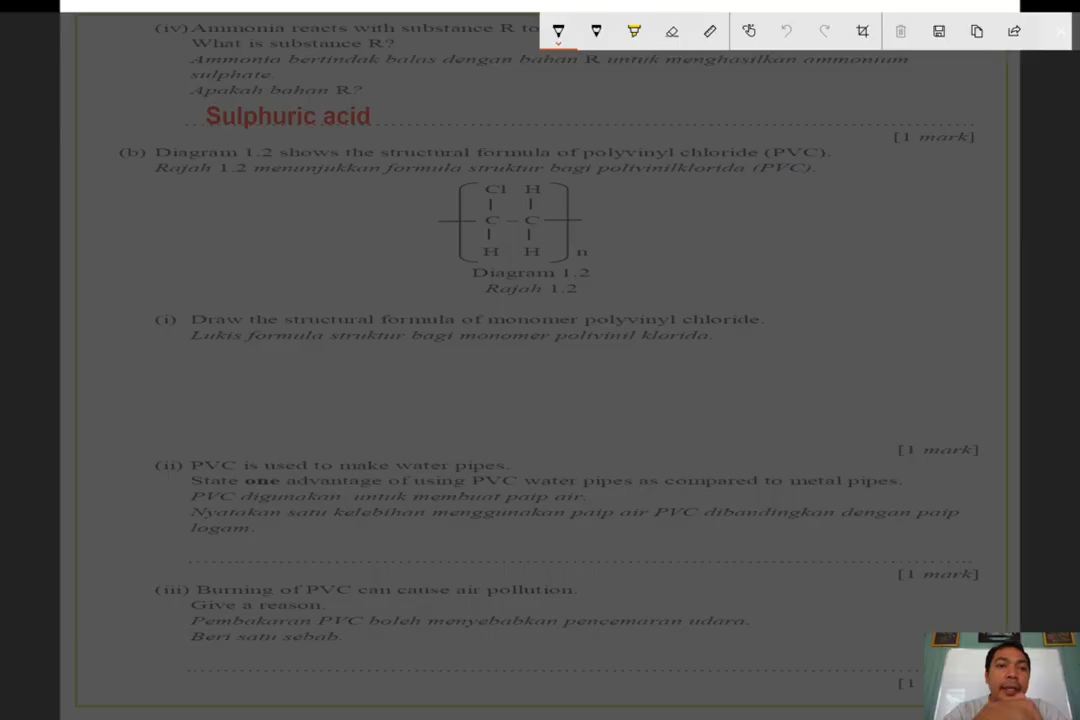 (iv) Ammonia reacts with substance R to
What is substance R?
Ammonia bertindak balas dengan bahan R untuk menghasilkan ammonium
sulphate.
Apakah bahan R?
Sulphuric acid
[1 mark]
(b) Diagram 1.2 shows the structural formula of polyvinyl chloride (PVC).
Rajah 1.2 menunjukkan formula struktur bagi polivinilklorida (PVC).
Cl H
C – C
H H n
Diagram 1.2
Rajah 1.2
(i) Draw the structural formula of monomer polyvinyl chloride.
Lukis formula struktur bagi monomer polivinil klorida.
[1 mark]
(ii) PVC is used to make water pipes.
State one advantage of using PVC water pipes as compared to metal pipes.
PVC digunakan untuk membuat paip air.
Nyatakan satu kelebihan menggunakan paip air PVC dibandingkan dengan paip
logam.
[1 mark]
(iii) Burning of PVC can cause air pollution.
Give a reason.
Pembakaran PVC boleh menyebabkan pencemaran udara.
Beri satu sebab.
[1